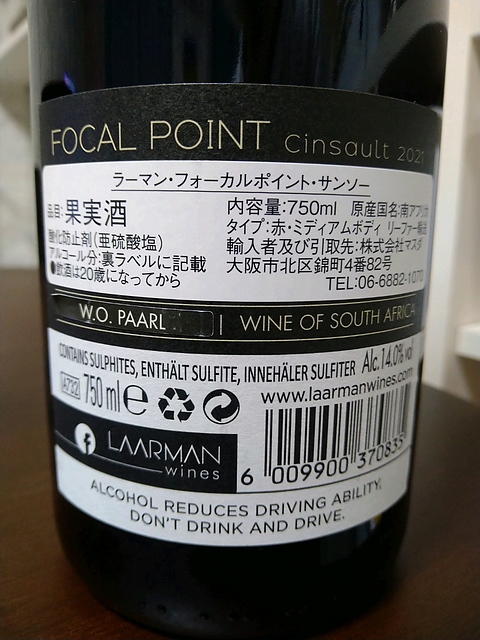 FOCAL POINT Cinsault 2021
ラーマン・フォーカルポイント・サンソー
品目:果実酒
酸化防止剤(亜硫酸塩)
アルコール分:裏ラベルに記載
●飲酒は20歳になってから
内容量:750ml 原産国名:南アフリカ
タイプ:赤・ミディアムボディ リーファー輸送
輸入者及び引取先:株式会社マスダ
大阪市北区錦町4番82号
TEL:06-6882-1070
W.O. PAARL | WINE OF SOUTH AFRICA
CONTAINS SULPHITES, ENTHÄLT SULFITE, INNEHÄLER SULFITER Alc.14.0% vol
A732 750 ml e
www.laarmanwines.com
f LAARMAN
wines
6 009900 370835
ALCOHOL REDUCES DRIVING ABILITY,
DON'T DRINK AND DRIVE.